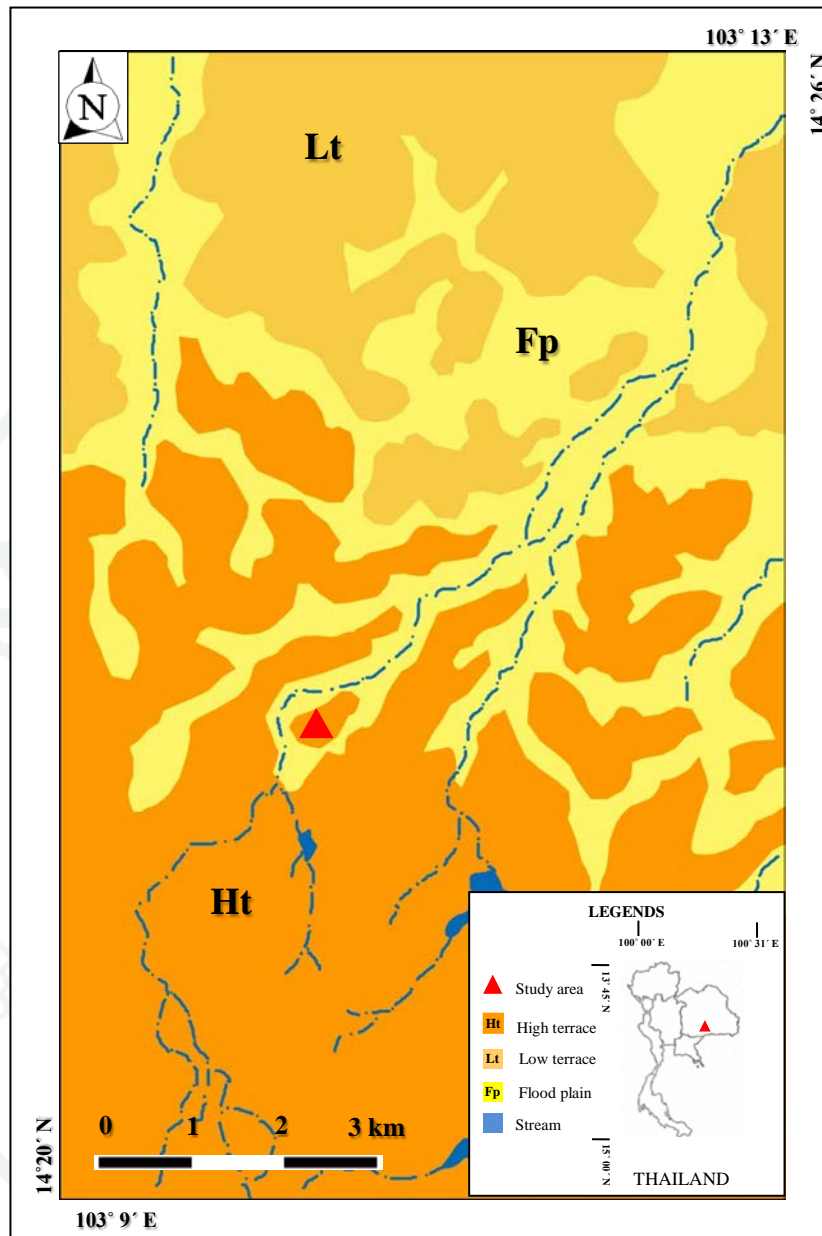 103° 13´ E
14° 26´ N
N
Lt
Fp
Ht
0 1 2 3 km
14°20´ N
103° 9´ E
LEGENDS
100° 00´ E
100° 31´ E
13° 45´ N
Study area
Ht High terrace
Lt Low terrace
Fp Flood plain
Stream
15° 00´ N
THAILAND